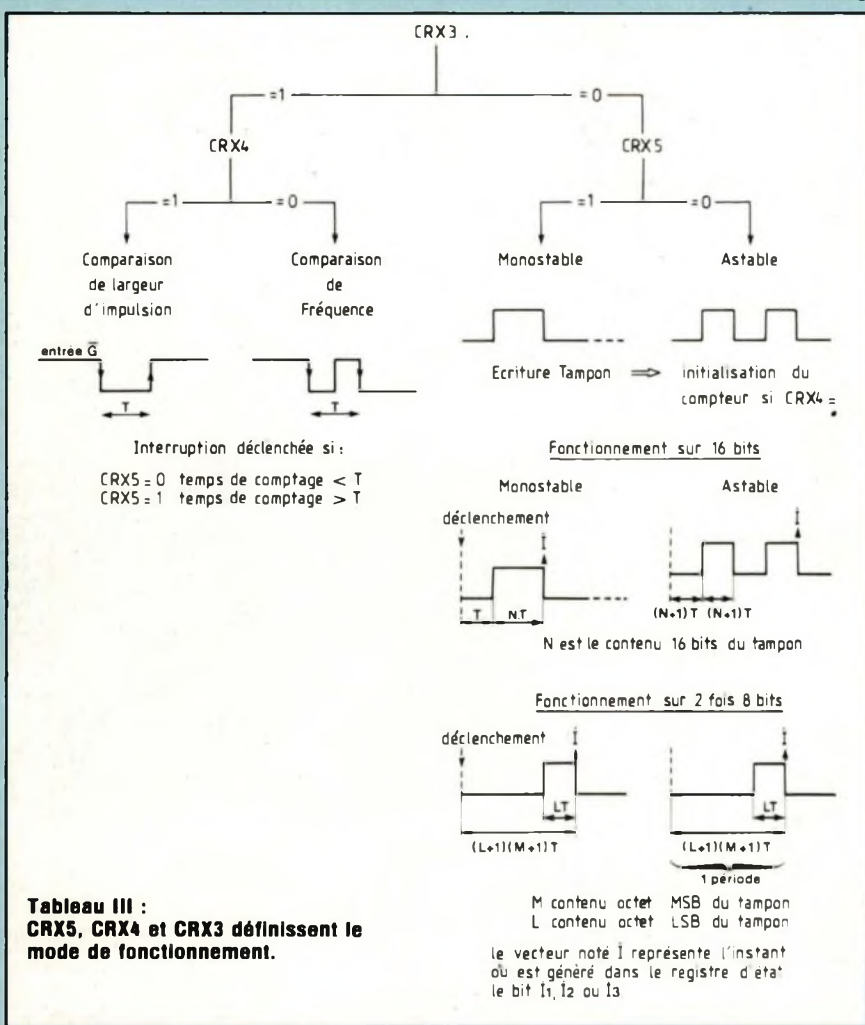 CRX3 .
=1 =0
CRX4 CRX5
=1 =0 =1 =0
Comparaison
de largeur
d'impulsion
Comparaison
de
Fréquence
Monostable Astable
entrée G̅
T T
Interruption déclenchée si :
CRX5 = 0 temps de comptage < T
CRX5 = 1 temps de comptage > T
Ecriture Tampon ⇒ initialisation du
compteur si CRX4 =
Fonctionnement sur 16 bits
Monostable Astable
déclenchement I I
T N.T (N+1)T (N+1)T
N est le contenu 16 bits du tampon
Fonctionnement sur 2 fois 8 bits
déclenchement I I
LT LT
(L+1)(M+1)T (L+1)(M+1)T
1 période
M contenu octet MSB du tampon
L contenu octet LSB du tampon
le vecteur noté I représente l'instant
où est généré dans le registre d'état
le bit I1, I2 ou I3
Tableau III :
CRX5, CRX4 et CRX3 définissent le
mode de fonctionnement.